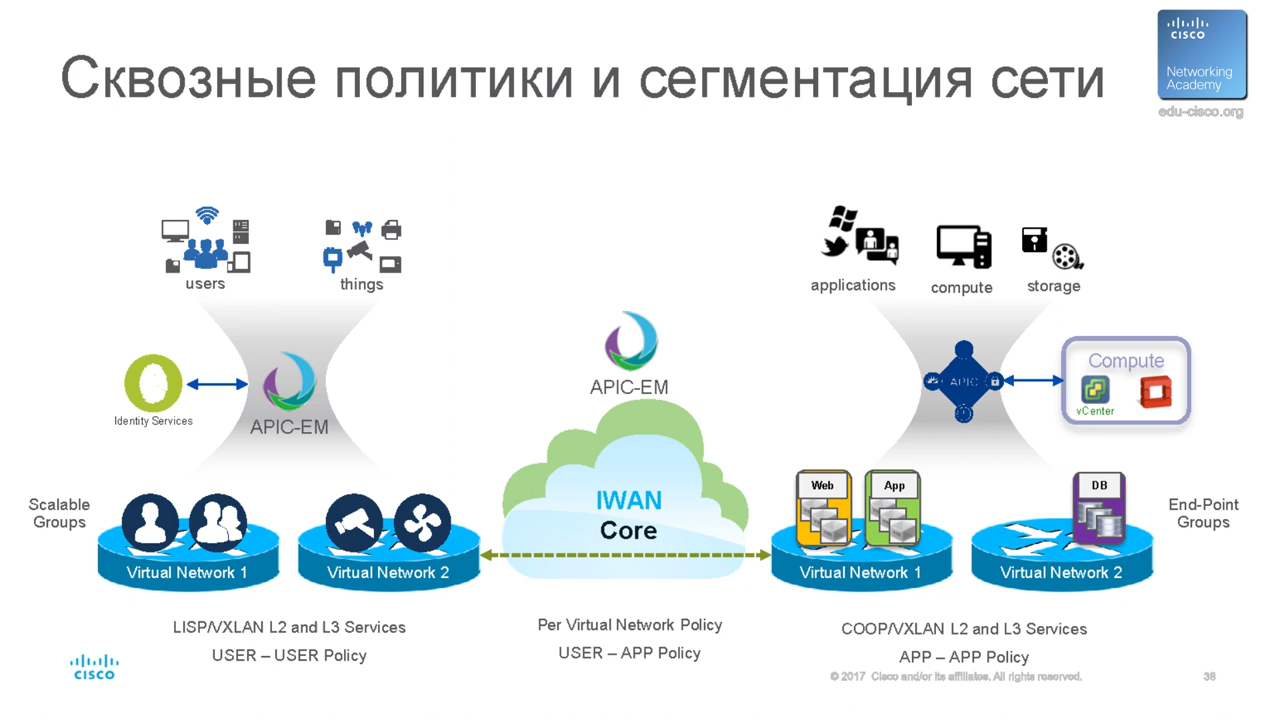 Сквозные политики и сегментация сети
CISCO
Networking
Academy
edu-cisco.org
users
things
applications
compute
storage
Identity Services
APIC-EM
APIC-EM
APIC
Compute
vCenter
Scalable
Groups
IWAN
Core
Web
App
DB
End-Point
Groups
Virtual Network 1
Virtual Network 2
Virtual Network 1
Virtual Network 2
LISP/VXLAN L2 and L3 Services
USER – USER Policy
Per Virtual Network Policy
USER – APP Policy
COOP/VXLAN L2 and L3 Services
APP – APP Policy
CISCO
© 2017 Cisco and/or its affiliates. All rights reserved.
38